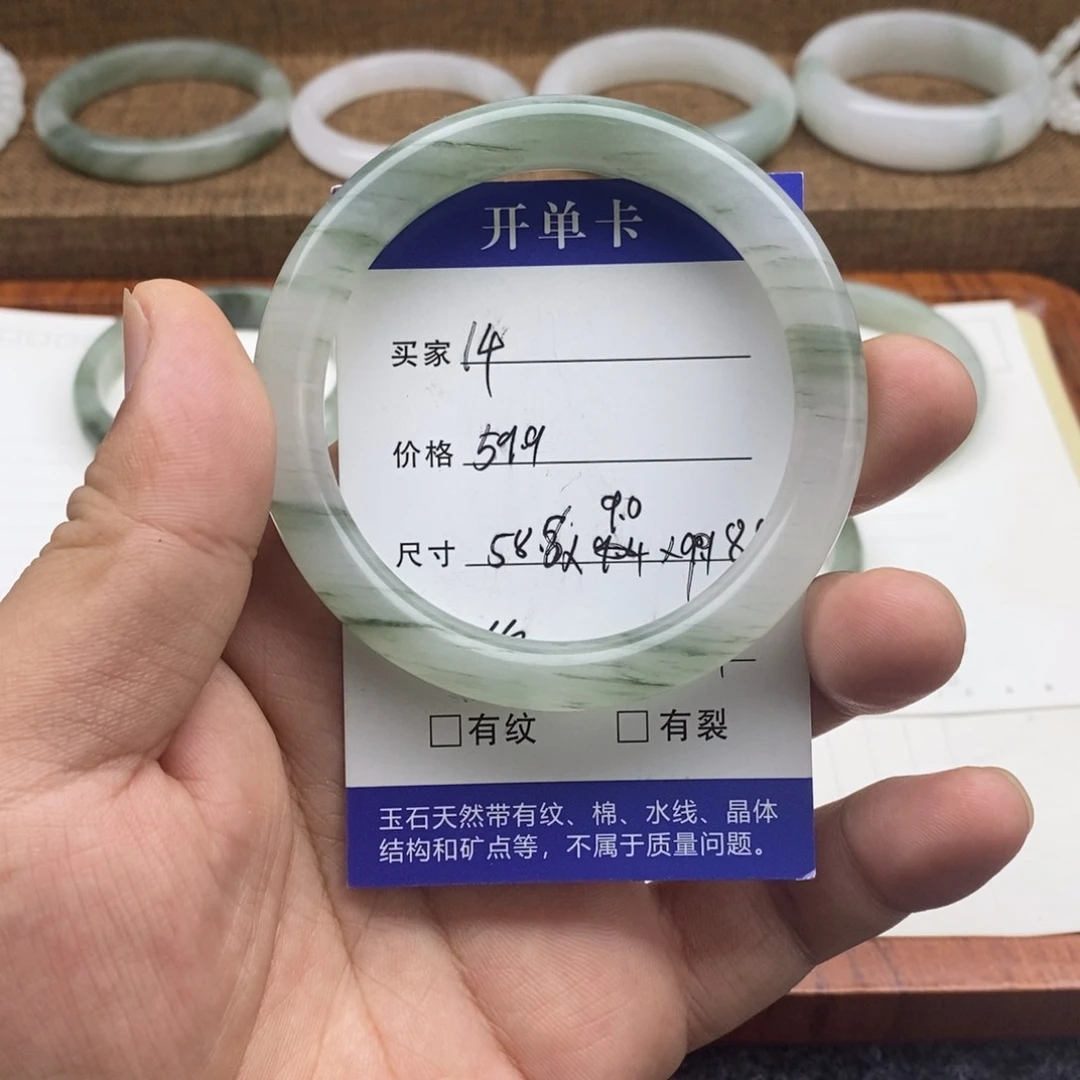 开单卡
买家 14
价格 599
9.0
尺寸 58.
□有纹 □有裂
玉石天然带有纹、棉、水线、晶体
结构和矿点等，不属于质量问题。